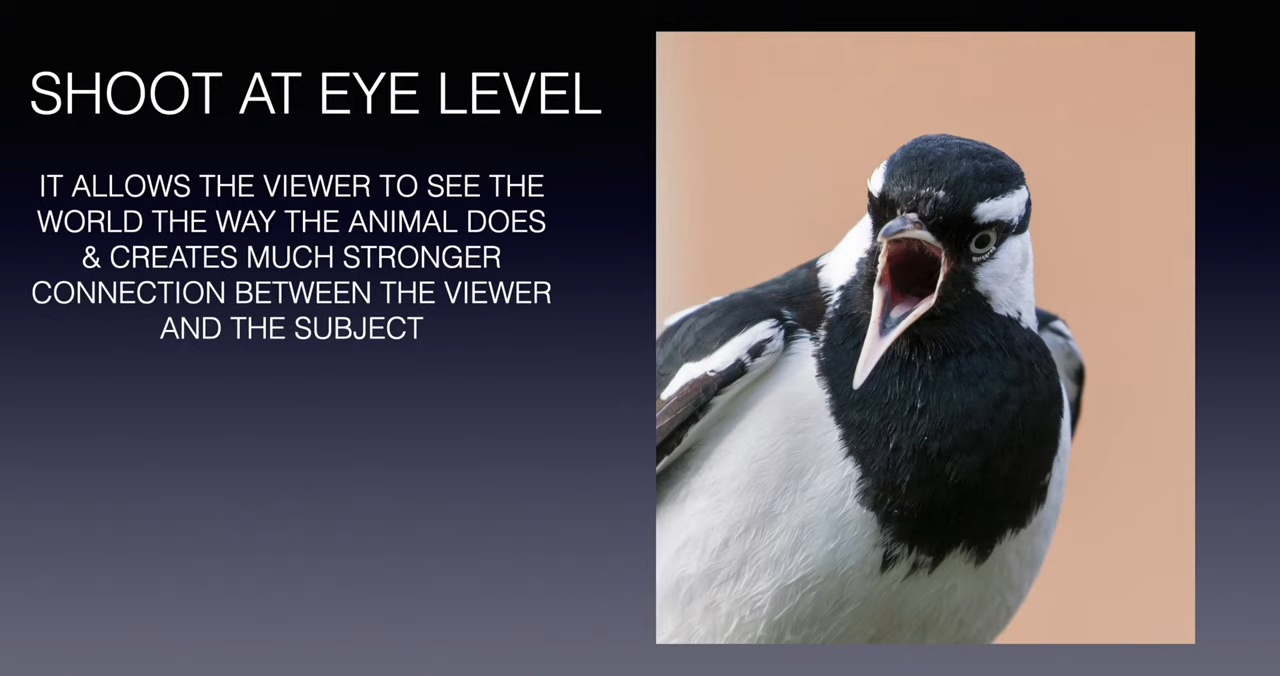 SHOOT AT EYE LEVEL
IT ALLOWS THE VIEWER TO SEE THE
WORLD THE WAY THE ANIMAL DOES
& CREATES MUCH STRONGER
CONNECTION BETWEEN THE VIEWER
AND THE SUBJECT